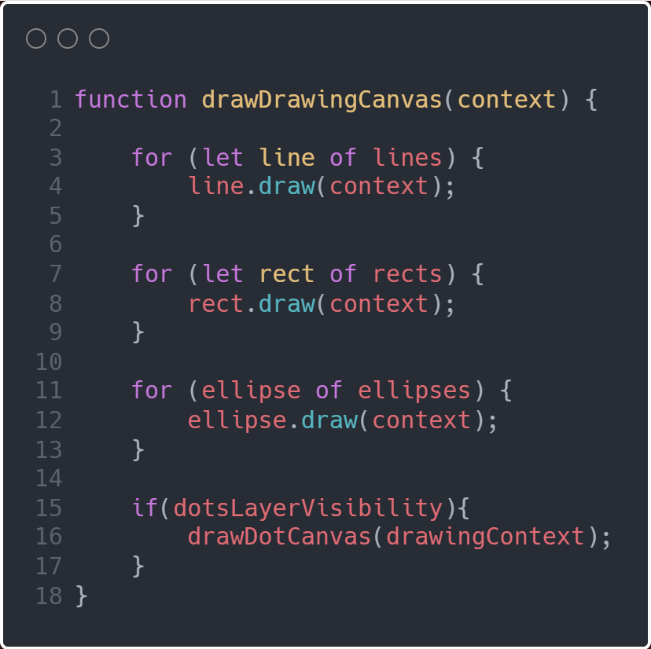 1 function drawDrawingCanvas(context) {
2
3     for (let line of lines) {
4         line.draw(context);
5     }
6
7     for (let rect of rects) {
8         rect.draw(context);
9     }
10
11     for (ellipse of ellipses) {
12         ellipse.draw(context);
13     }
14
15     if(dotsLayerVisibility){
16         drawDotCanvas(drawingContext);
17     }
18 }